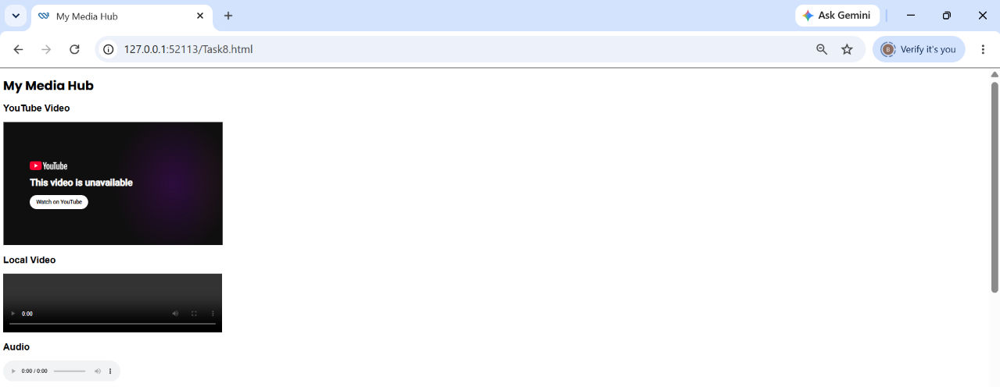 My Media Hub
Ask Gemini
127.0.0.1:52113/Task8.html
B
Verify it's you
My Media Hub
YouTube Video
YouTube
This video is unavailable
Watch on YouTube
Local Video
0:00
Audio
0:00 / 0:00